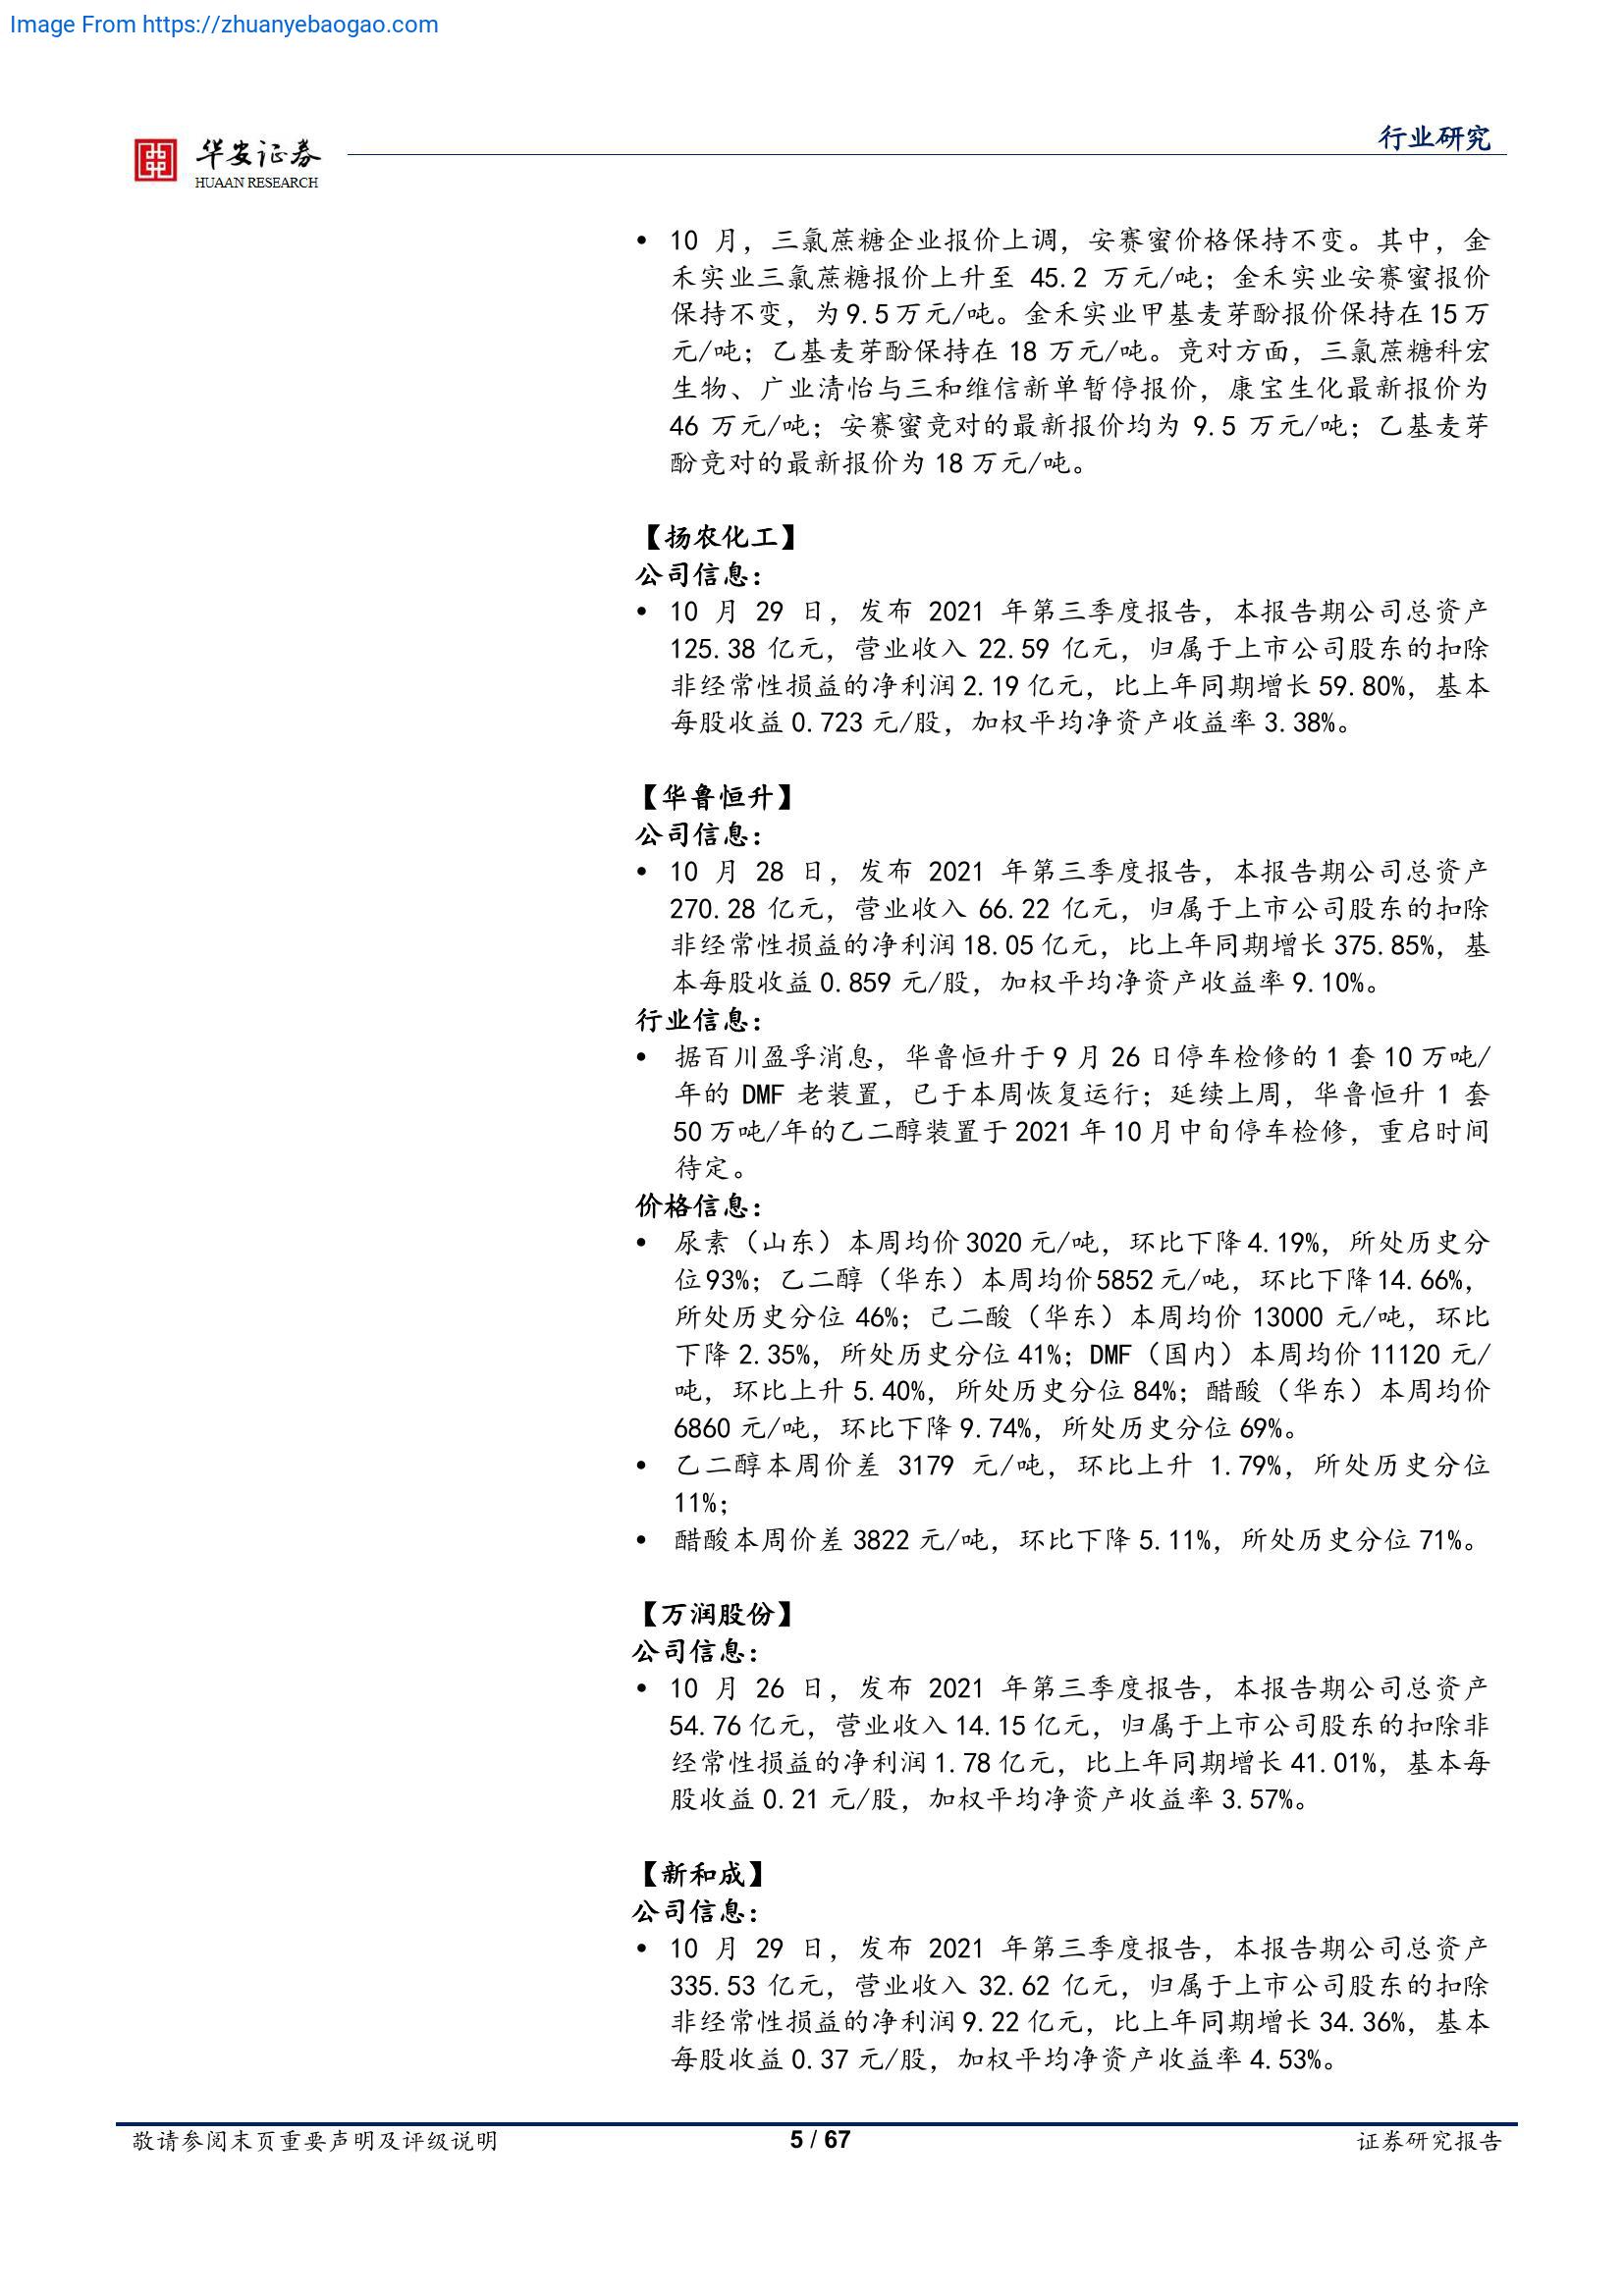 Image From https://zhuanyebaogao.com
华安证券
HUAAN RESEARCH
行业研究
• 10 月，三氯蔗糖企业报价上调，安赛蜜价格保持不变。其中，金
禾实业三氯蔗糖报价上升至 45.2 万元/吨；金禾实业安赛蜜报价
保持不变，为 9.5 万元/吨。金禾实业甲基麦芽酚报价保持在 15 万
元/吨；乙基麦芽酚保持在 18 万元/吨。竞对方面，三氯蔗糖科宏
生物、广业清怡与三和维信新单暂停报价，康宝生化最新报价为
46 万元/吨；安赛蜜竞对的最新报价均为 9.5 万元/吨；乙基麦芽
酚竞对的最新报价为 18 万元/吨。
【扬农化工】
公司信息：
• 10 月 29 日，发布 2021 年第三季度报告，本报告期公司总资产
125.38 亿元，营业收入 22.59 亿元，归属于上市公司股东的扣除
非经常性损益的净利润 2.19 亿元，比上年同期增长 59.80%，基本
每股收益 0.723 元/股，加权平均净资产收益率 3.38%。
【华鲁恒升】
公司信息：
• 10 月 28 日，发布 2021 年第三季度报告，本报告期公司总资产
270.28 亿元，营业收入 66.22 亿元，归属于上市公司股东的扣除
非经常性损益的净利润 18.05 亿元，比上年同期增长 375.85%，基
本每股收益 0.859 元/股，加权平均净资产收益率 9.10%。
行业信息：
• 据百川盈孚消息，华鲁恒升于 9 月 26 日停车检修的 1 套 10 万吨/
年的 DMF 老装置，已于本周恢复运行；延续上周，华鲁恒升 1 套
50 万吨/年的乙二醇装置于 2021 年 10 月中旬停车检修，重启时间
待定。
价格信息：
• 尿素（山东）本周均价 3020 元/吨，环比下降 4.19%，所处历史分
位 93%；乙二醇（华东）本周均价 5852 元/吨，环比下降 14.66%，
所处历史分位 46%；己二酸（华东）本周均价 13000 元/吨，环比
下降 2.35%，所处历史分位 41%；DMF（国内）本周均价 11120 元/
吨，环比上升 5.40%，所处历史分位 84%；醋酸（华东）本周均价
6860 元/吨，环比下降 9.74%，所处历史分位 69%。
• 乙二醇本周价差 3179 元/吨，环比上升 1.79%，所处历史分位
11%；
• 醋酸本周价差 3822 元/吨，环比下降 5.11%，所处历史分位 71%。
【万润股份】
公司信息：
• 10 月 26 日，发布 2021 年第三季度报告，本报告期公司总资产
54.76 亿元，营业收入 14.15 亿元，归属于上市公司股东的扣除非
经常性损益的净利润 1.78 亿元，比上年同期增长 41.01%，基本每
股收益 0.21 元/股，加权平均净资产收益率 3.57%。
【新和成】
公司信息：
• 10 月 29 日，发布 2021 年第三季度报告，本报告期公司总资产
335.53 亿元，营业收入 32.62 亿元，归属于上市公司股东的扣除
非经常性损益的净利润 9.22 亿元，比上年同期增长 34.36%，基本
每股收益 0.37 元/股，加权平均净资产收益率 4.53%。
敬请参阅末页重要声明及评级说明
5 / 67
证券研究报告